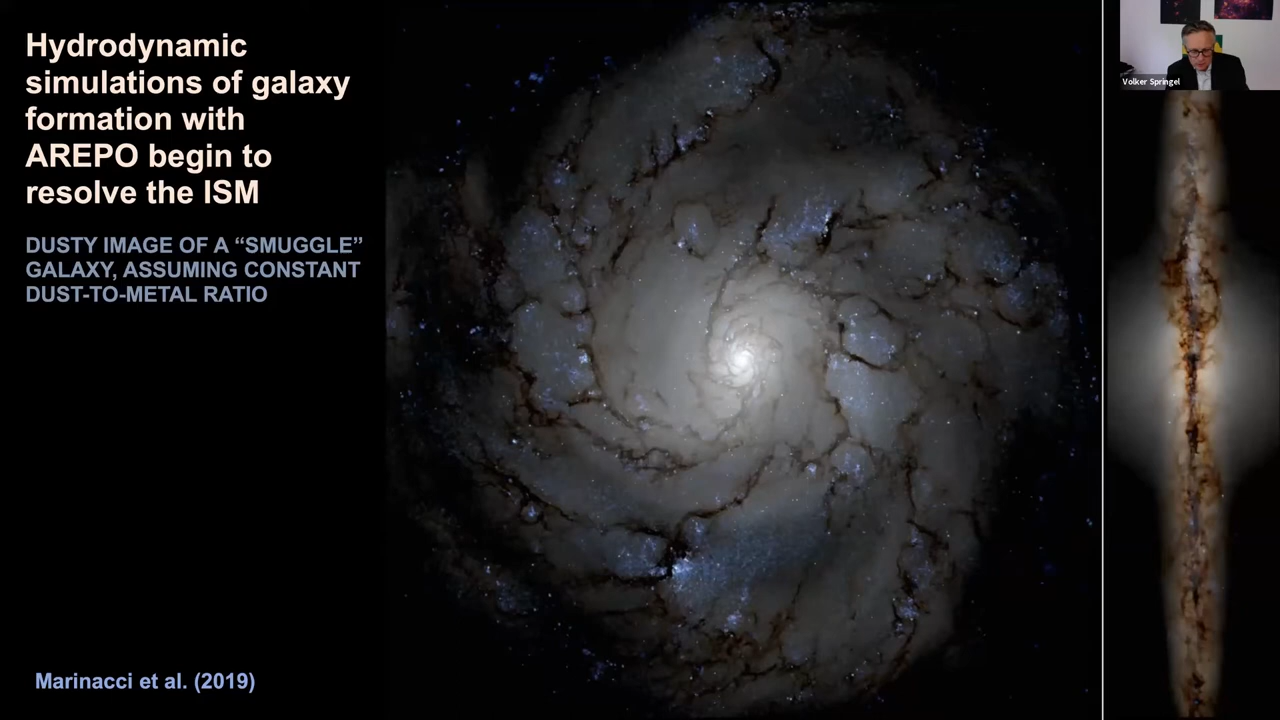 Hydrodynamic
simulations of galaxy
formation with
AREPO begin to
resolve the ISM
DUSTY IMAGE OF A “SMUGGLE”
GALAXY, ASSUMING CONSTANT
DUST-TO-METAL RATIO
Marinacci et al. (2019)
Volker Springel